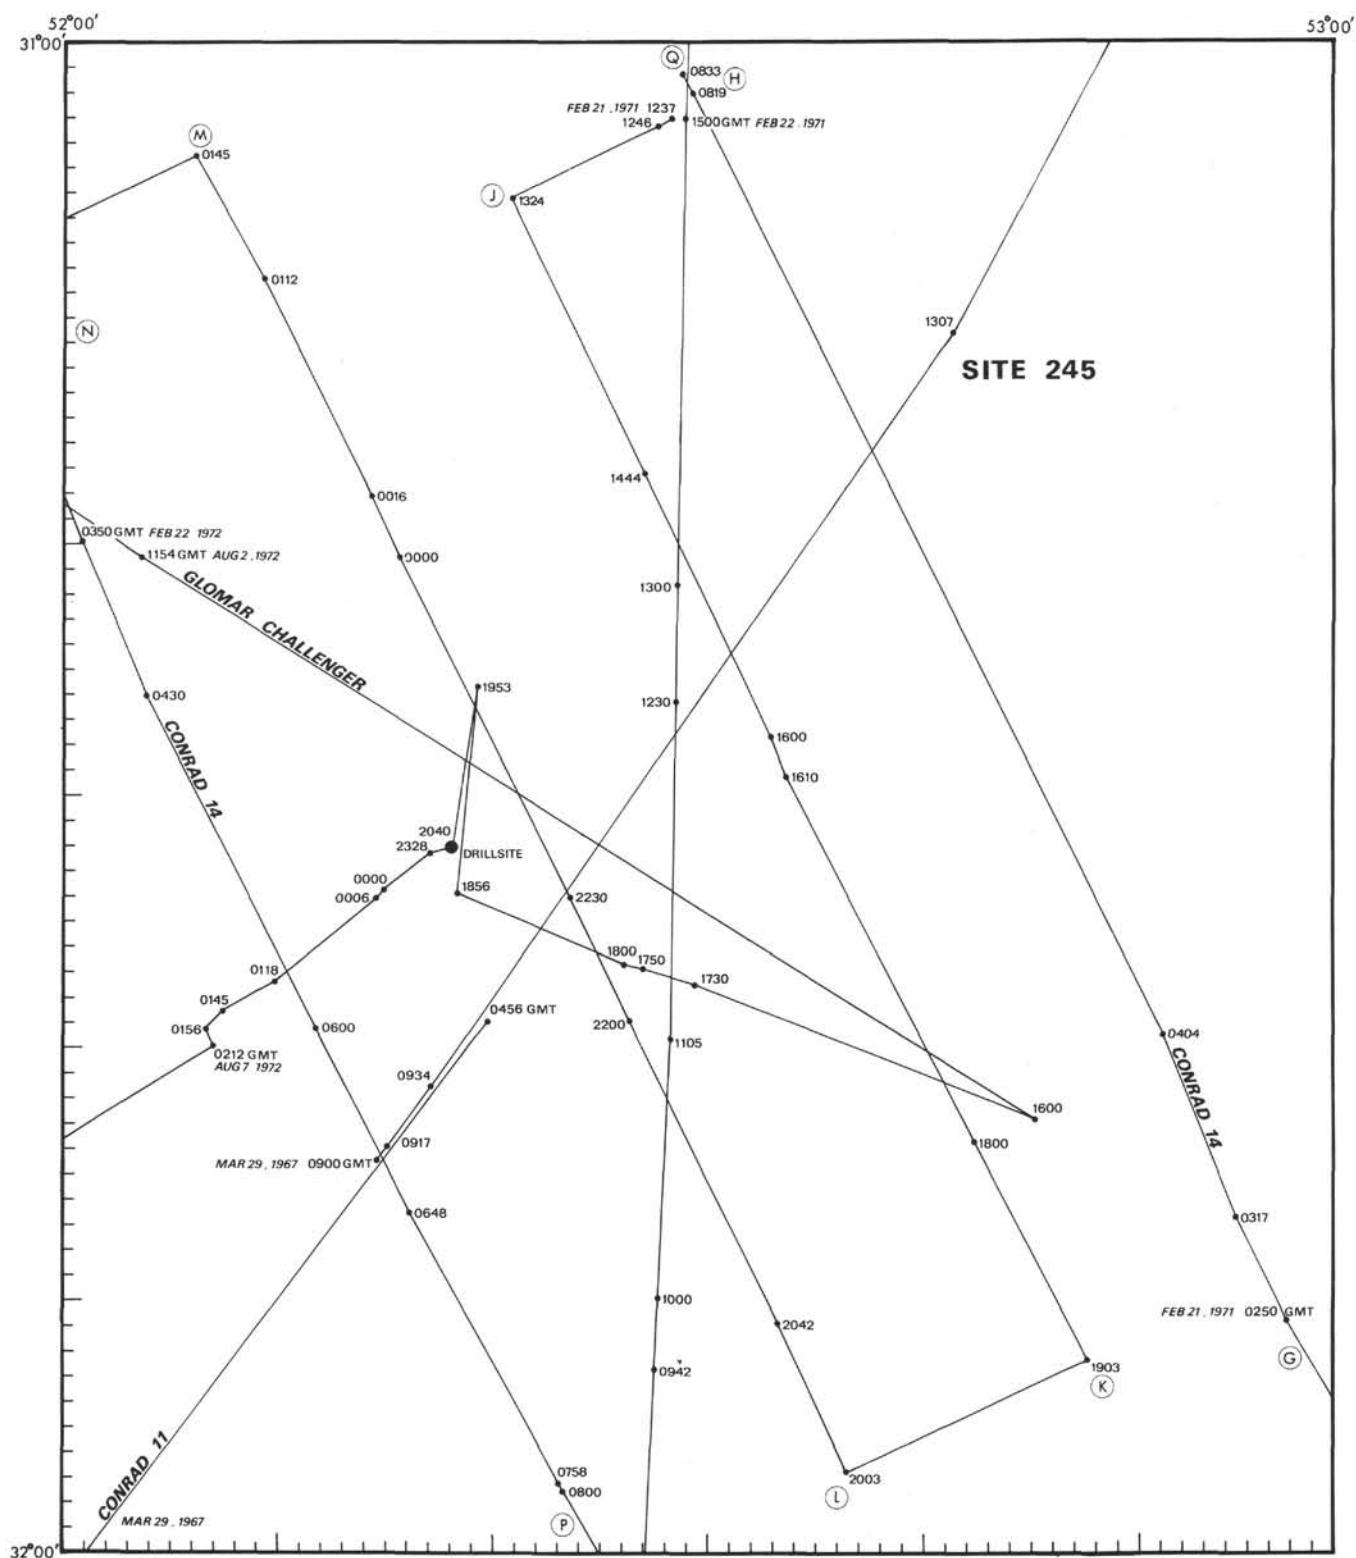 52°00'
53°00'
31°00'
Q
0833
H
0819
FEB 21, 1971 1237
1246
1500 GMT FEB 22, 1971
M
0145
J
1324
0112
N
1307
SITE 245
1444
0016
0350 GMT FEB 22 1972
1154 GMT AUG 2, 1972
0000
GLOMAR CHALLENGER
1300
0430
1953
1230
CONRAD 14
1600
1610
2040
2328
DRILLSITE
0000
0006
1856
2230
1800
1750
1730
0118
0145
0156
0456 GMT
0600
2200
1105
0404
0212 GMT
AUG 7 1972
CONRAD 14
0934
1600
0917
1800
MAR 29, 1967 0900 GMT
0648
0317
1000
FEB 21, 1971 0250 GMT
2042
0942
1903
G
K
CONRAD 11
0758
0800
2003
L
MAR 29, 1967
P
32°00'